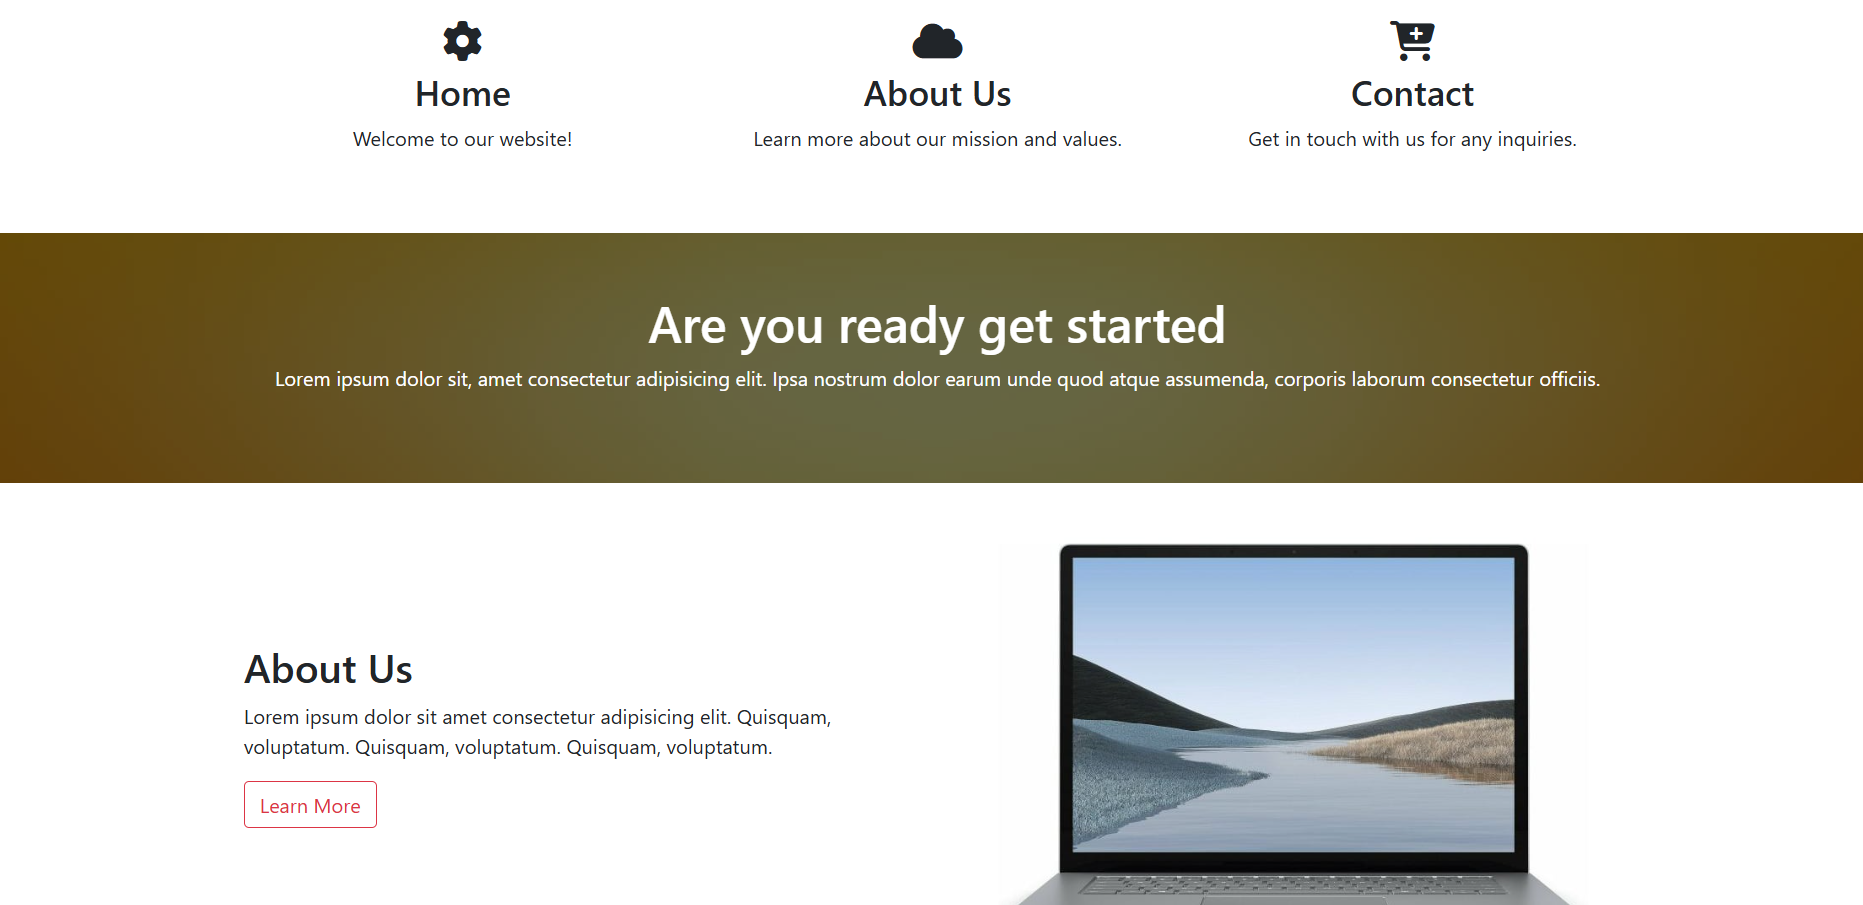 Home
About Us
Contact
Welcome to our website!
Learn more about our mission and values.
Get in touch with us for any inquiries.
Are you ready get started
Lorem ipsum dolor sit, amet consectetur adipisicing elit. Ipsa nostrum dolor earum unde quod atque assumenda, corporis laborum consectetur officiis.
About Us
Lorem ipsum dolor sit amet consectetur adipisicing elit. Quisquam,
voluptatum. Quisquam, voluptatum. Quisquam, voluptatum.
Learn More